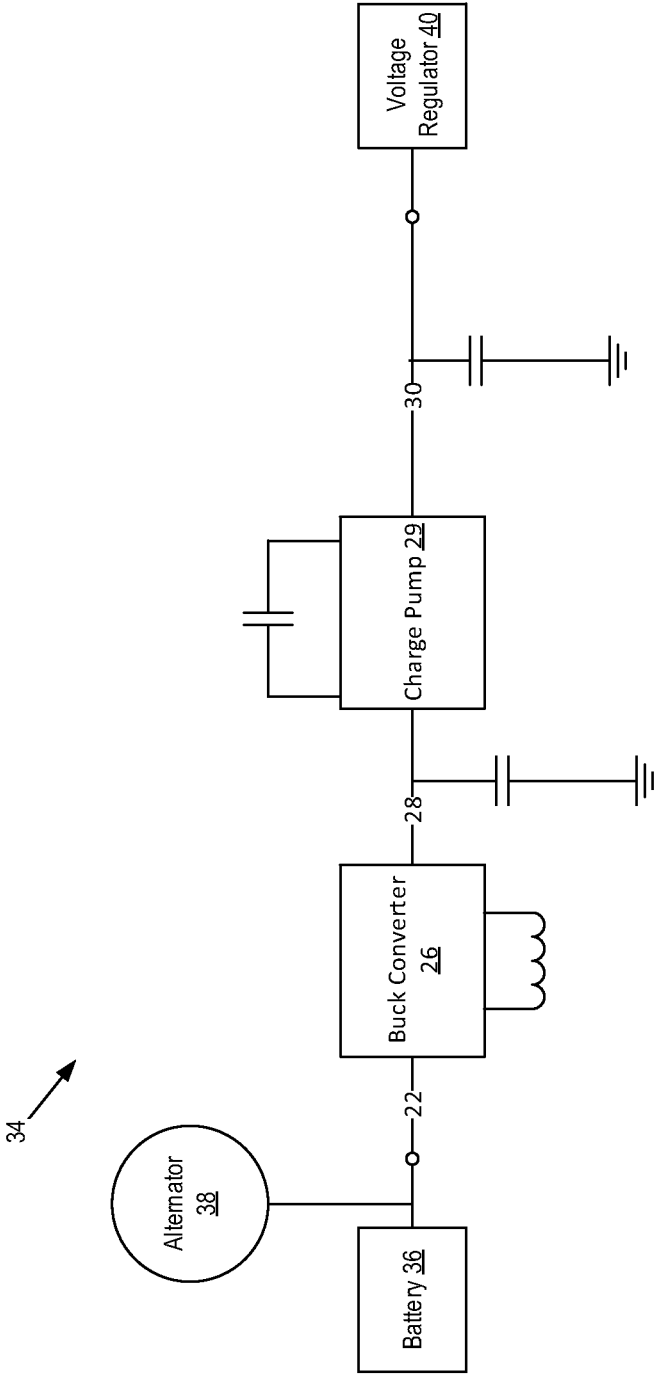 34
Alternator
38
Battery 36
22
Buck Converter
26
28
Charge Pump 29
30
Voltage
Regulator 40